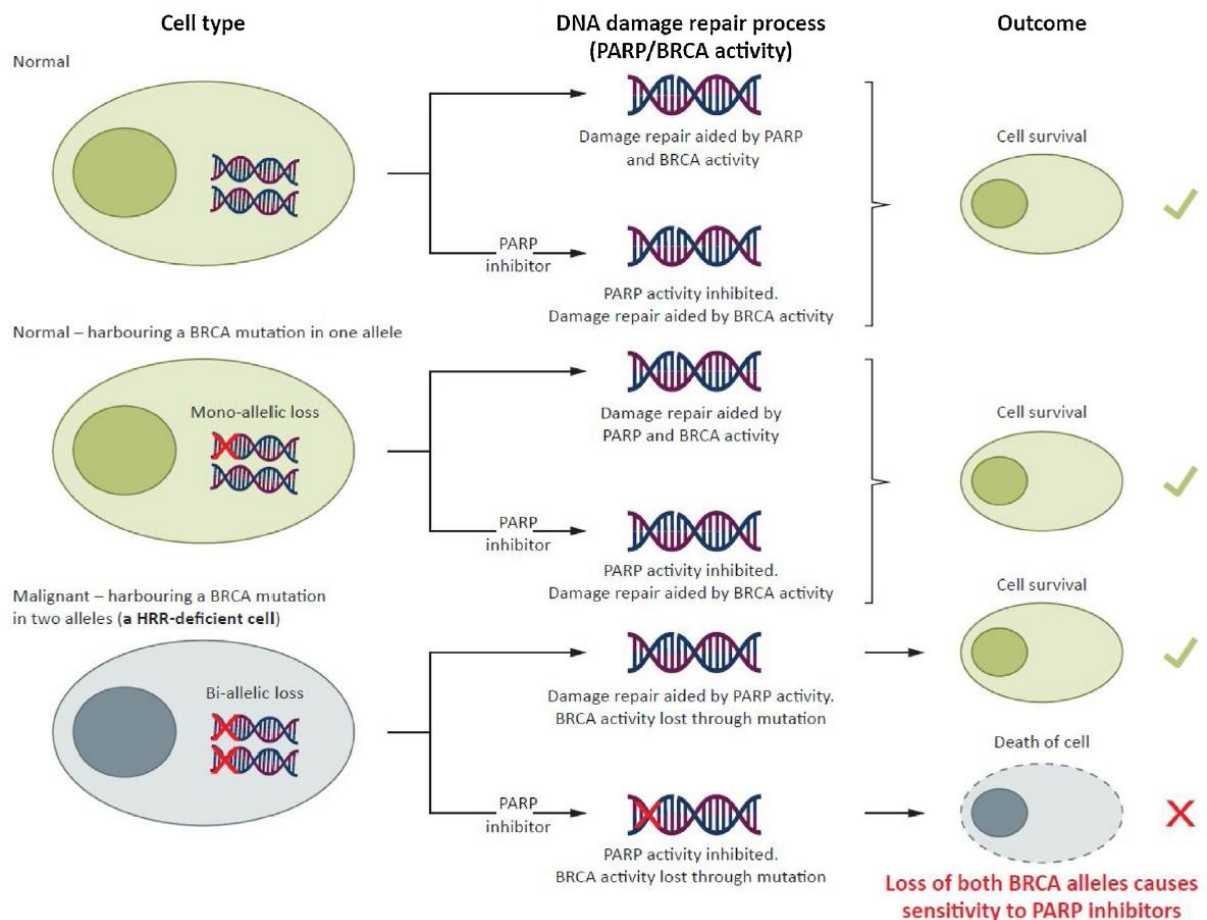 Cell type
DNA damage repair process
(PARP/BRCA activity)
Outcome
Normal
Damage repair aided by PARP
and BRCA activity
Cell survival
PARP
inhibitor
PARP activity inhibited.
Damage repair aided by BRCA activity
Normal – harbouring a BRCA mutation in one allele
Mono-allelic loss
Damage repair aided by
PARP and BRCA activity
Cell survival
PARP
inhibitor
PARP activity inhibited.
Damage repair aided by BRCA activity
Malignant – harbouring a BRCA mutation
in two alleles (a HRR-deficient cell)
Bi-allelic loss
Damage repair aided by PARP activity.
BRCA activity lost through mutation
Cell survival
PARP
inhibitor
PARP activity inhibited.
BRCA activity lost through mutation
Death of cell
Loss of both BRCA alleles causes
sensitivity to PARP inhibitors